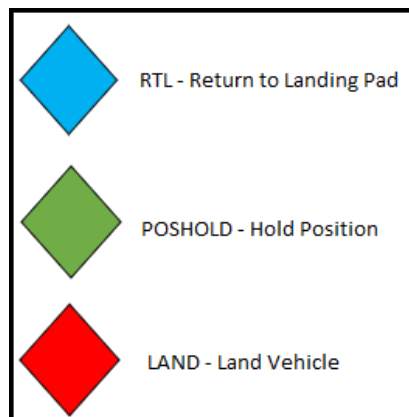 RTL - Return to Landing Pad
POSHOLD - Hold Position
LAND - Land Vehicle